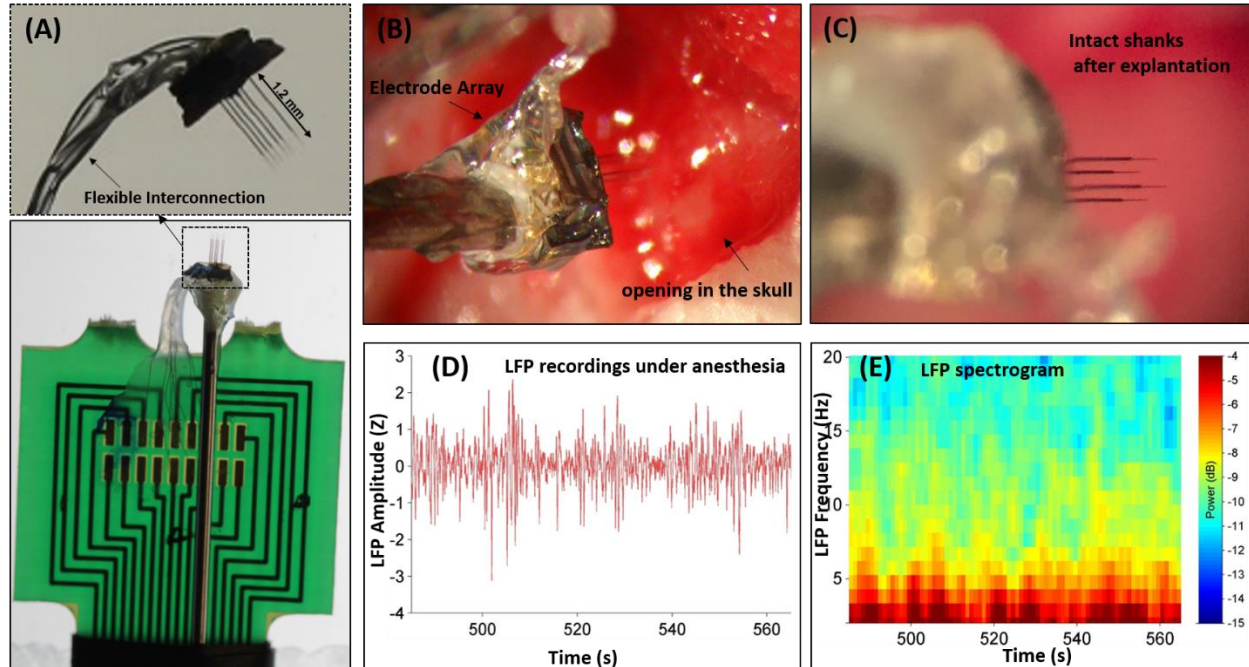 (A)
1.2 mm
Flexible Interconnection
(B)
Electrode Array
opening in the skull
(C)
Intact shanks
after explantation
(D)
LFP recordings under anesthesia
LFP Amplitude (Z)
3
2
1
0
-1
-2
-3
-4
500
520
540
560
Time (s)
(E)
LFP spectrogram
LFP Frequency (Hz)
20
15
10
5
500
520
540
560
Time (s)
Power (dB)
-4
-5
-6
-7
-8
-9
-10
-11
-12
-13
-14
-15